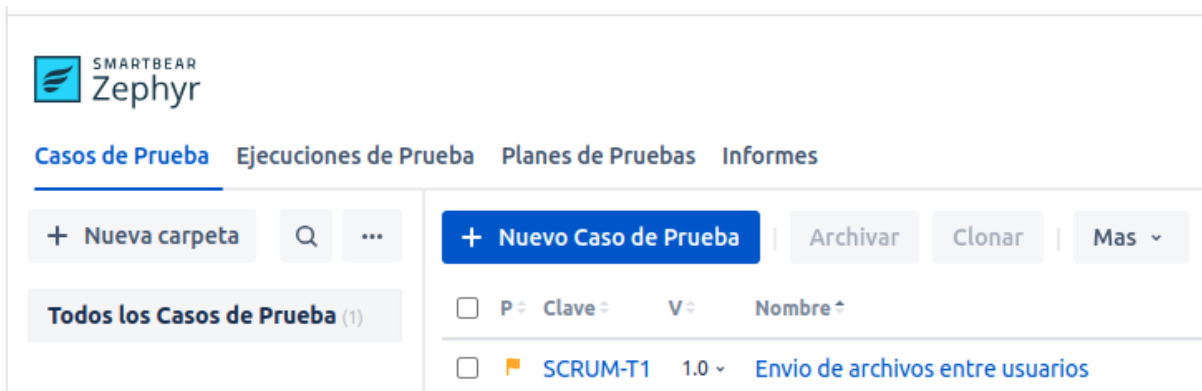 SMARTBEAR
Zephyr
Casos de Prueba Ejecuciones de Prueba Planes de Pruebas Informes
+ Nueva carpeta ... + Nuevo Caso de Prueba Archivar Clonar Mas
Todos los Casos de Prueba (1)
P Clave V Nombre
SCRUM-T1 1.0 Envio de archivos entre usuarios